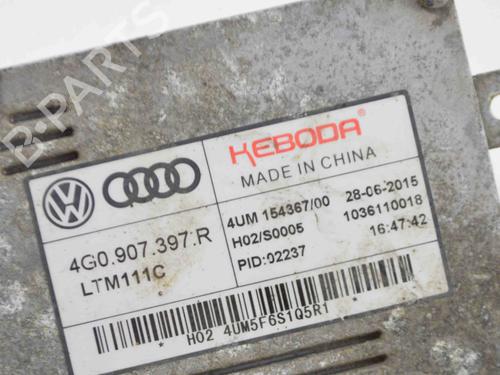 B-PARTS
KEBODA®
MADE IN CHINA
4G0.907.397.R
LTM111C
4UM 154367/00 28-06-2015
H02/S0005 1036110018
PID:02237 16:47:42
H02 4UM5F6S1Q5R1